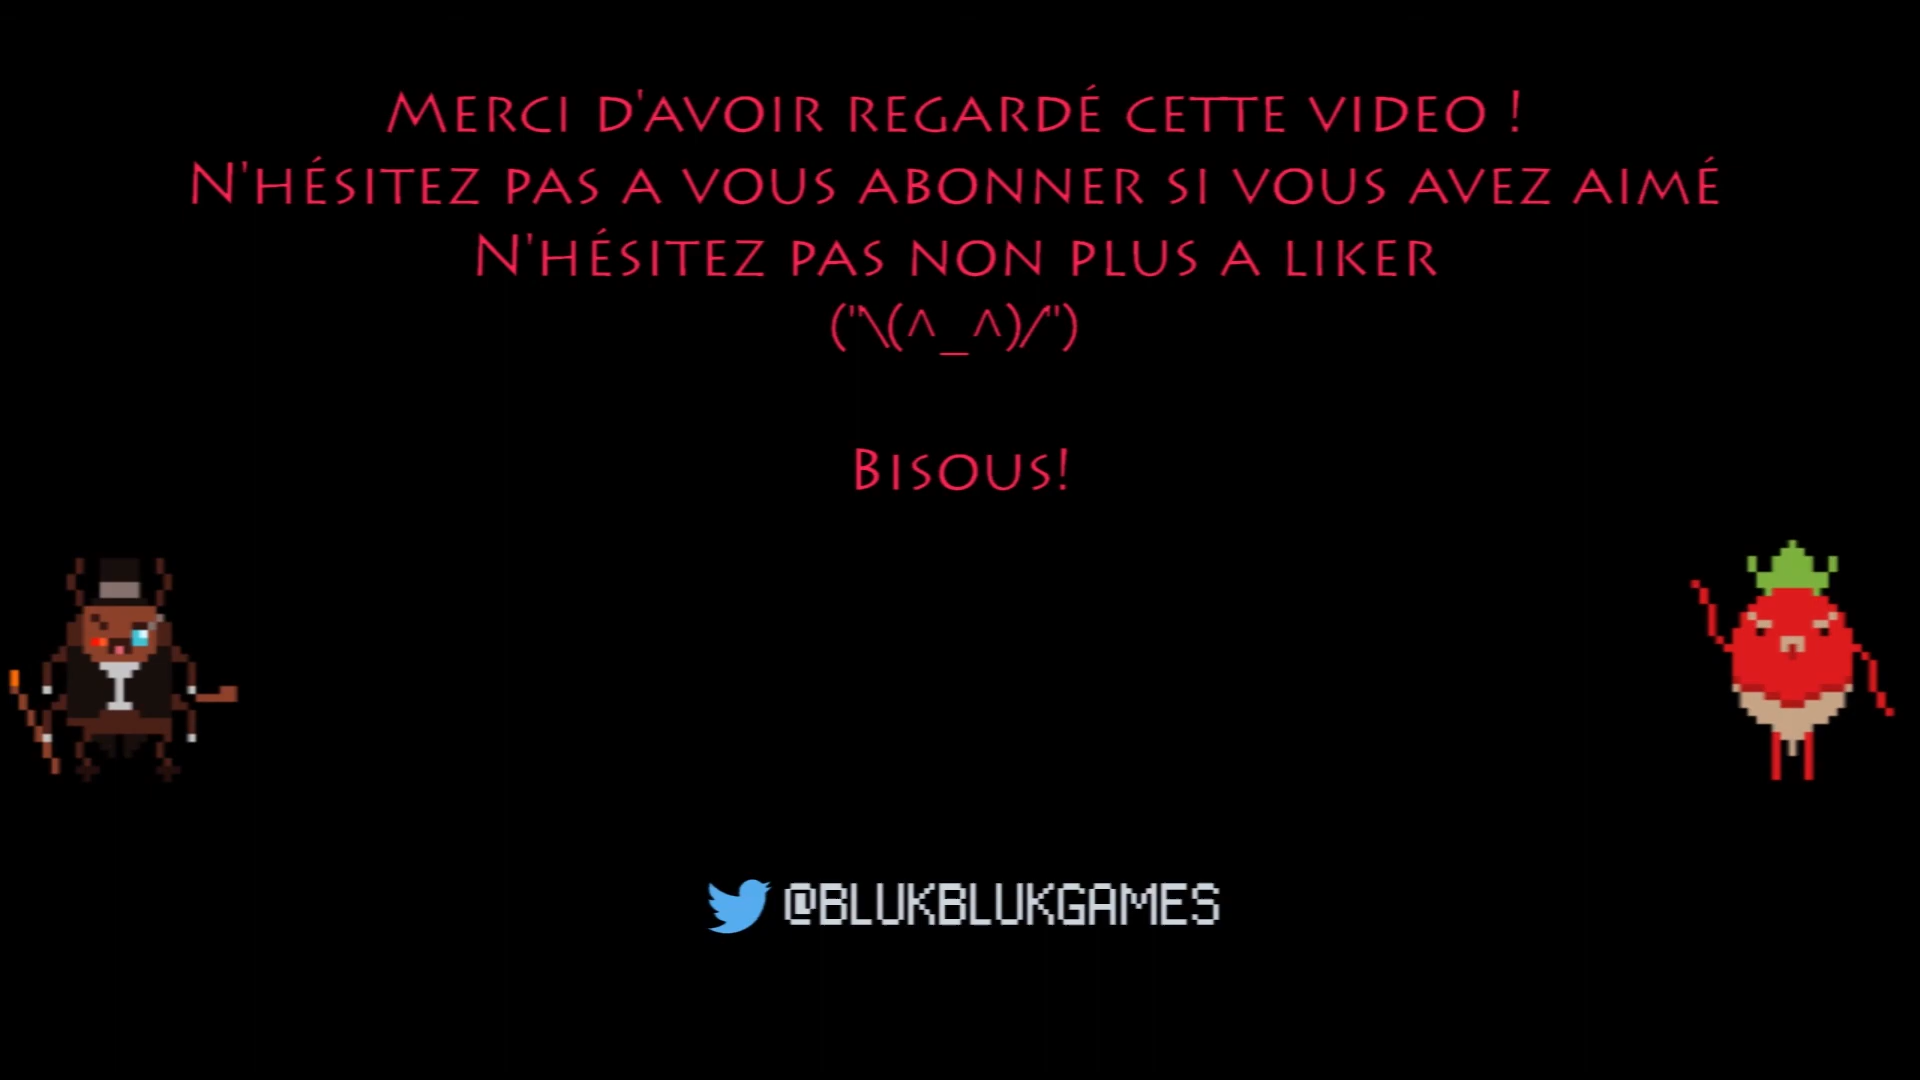 Merci d'avoir regardé cette video !
N'hésitez pas a vous abonner si vous avez aimé
N'hésitez pas non plus a liker
("\(^_^)/")
Bisous!
@BLUKBLUKGAMES